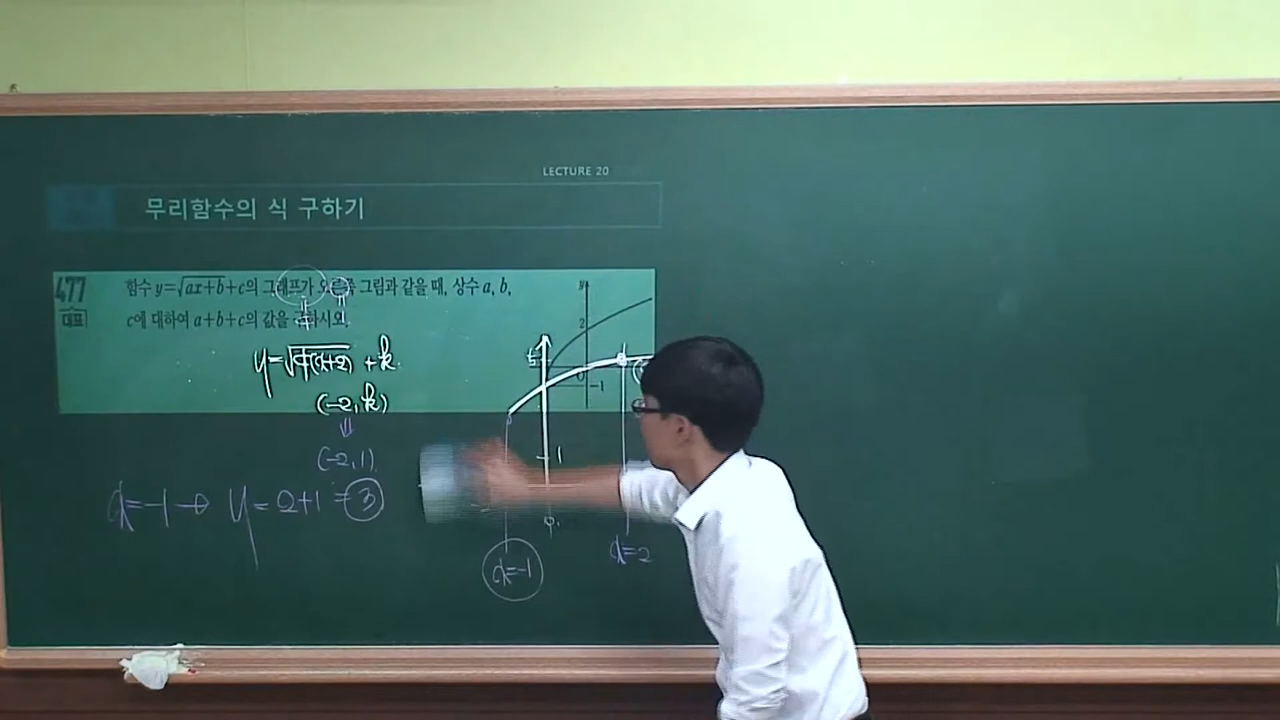 LECTURE 20
무리함수의 식 구하기
477
대표
함수 y=√ax+b+c의 그래프가 오른쪽 그림과 같을 때, 상수 a, b,
c에 대하여 a+b+c의 값을 구하시오.
y
2
0
-1
y=√4(x+2) +k.
(-2, k)
(-2, 1)
x=-1 → y=2+1=3
5
1
x=-1
x=2